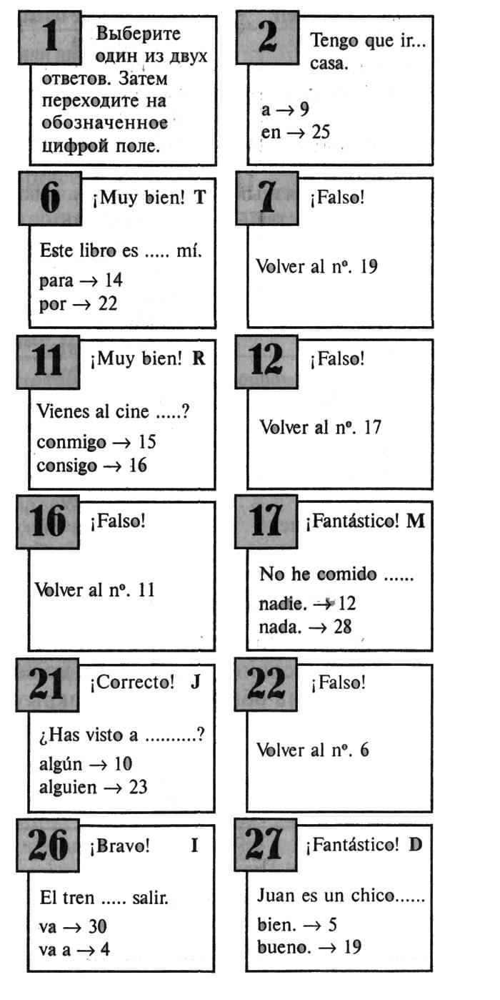 1
Выберите
один из двух
ответов. Затем
переходите на
обозначенное
цифрой поле.
2
Tengo que ir...
casa.
a → 9
en → 25
6
¡Muy bien! T
Este libro es ..... mí.
para → 14
por → 22
7
¡Falso!
Volver al nº. 19
11
¡Muy bien! R
Vienes al cine .....?
conmigo → 15
consigo → 16
12
¡Falso!
Volver al nº. 17
16
¡Falso!
Volver al nº. 11
17
¡Fantástico! M
No he comido ......
nadie. → 12
nada. → 28
21
¡Correcto! J
¿Has visto a ..........?
algún → 10
alguien → 23
22
¡Falso!
Volver al nº. 6
26
¡Bravo! I
El tren ..... salir.
va → 30
va a → 4
27
¡Fantástico! D
Juan es un chico......
bien. → 5
bueno. → 19